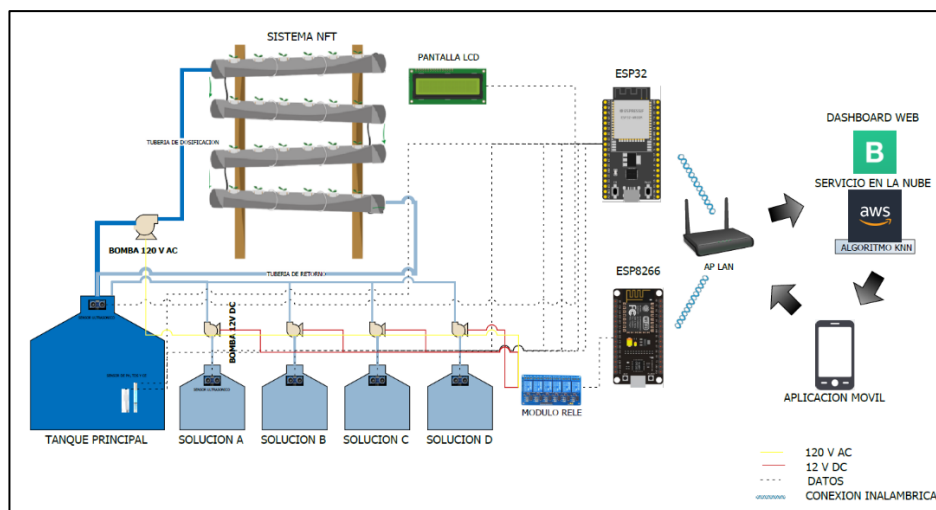 SISTEMA NFT
PANTALLA LCD
ESP32
DASHBOARD WEB
B
SERVICIO EN LA NUBE
aws
ALGORITMO KNN
TUBERIA DE DOSIFICACION
BOMBA 120 V AC
TUBERIA DE RETORNO
AP LAN
ESP8266
BOMBA 12V DC
MODULO RELE
APLICACION MOVIL
TANQUE PRINCIPAL
SOLUCION A
SOLUCION B
SOLUCION C
SOLUCION D
120 V AC
12 V DC
DATOS
CONEXION INALAMBRICA